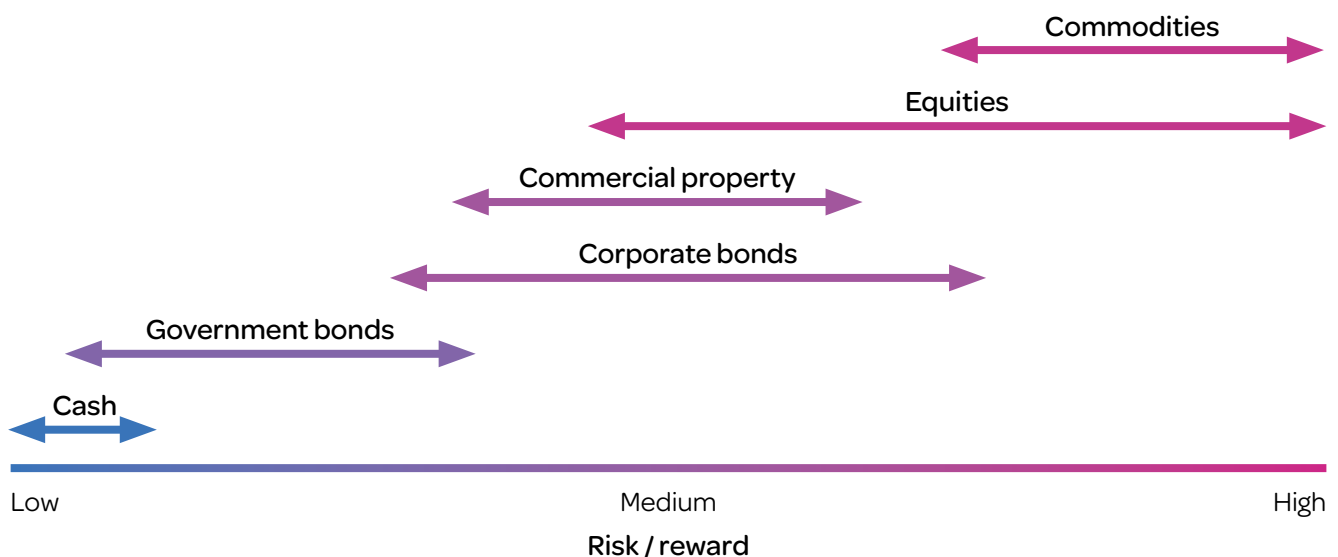 Commodities
Equities
Commercial property
Corporate bonds
Government bonds
Cash
Low
Medium
High
Risk / reward